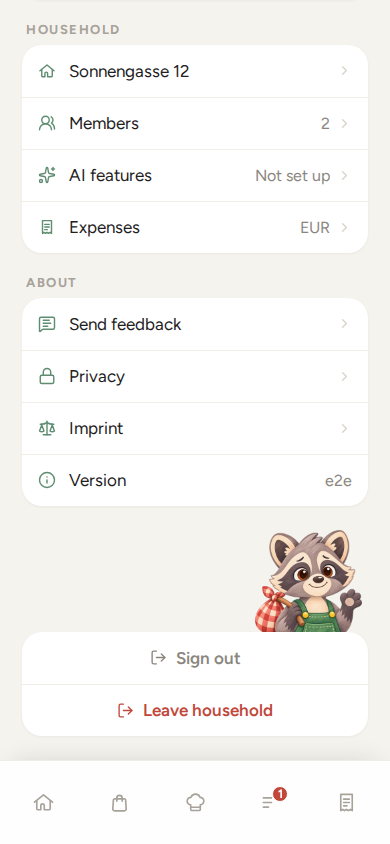 HOUSEHOLD
Sonnengasse 12
Members 2
AI features Not set up
Expenses EUR
ABOUT
Send feedback
Privacy
Imprint
Version e2e
Sign out
Leave household
1